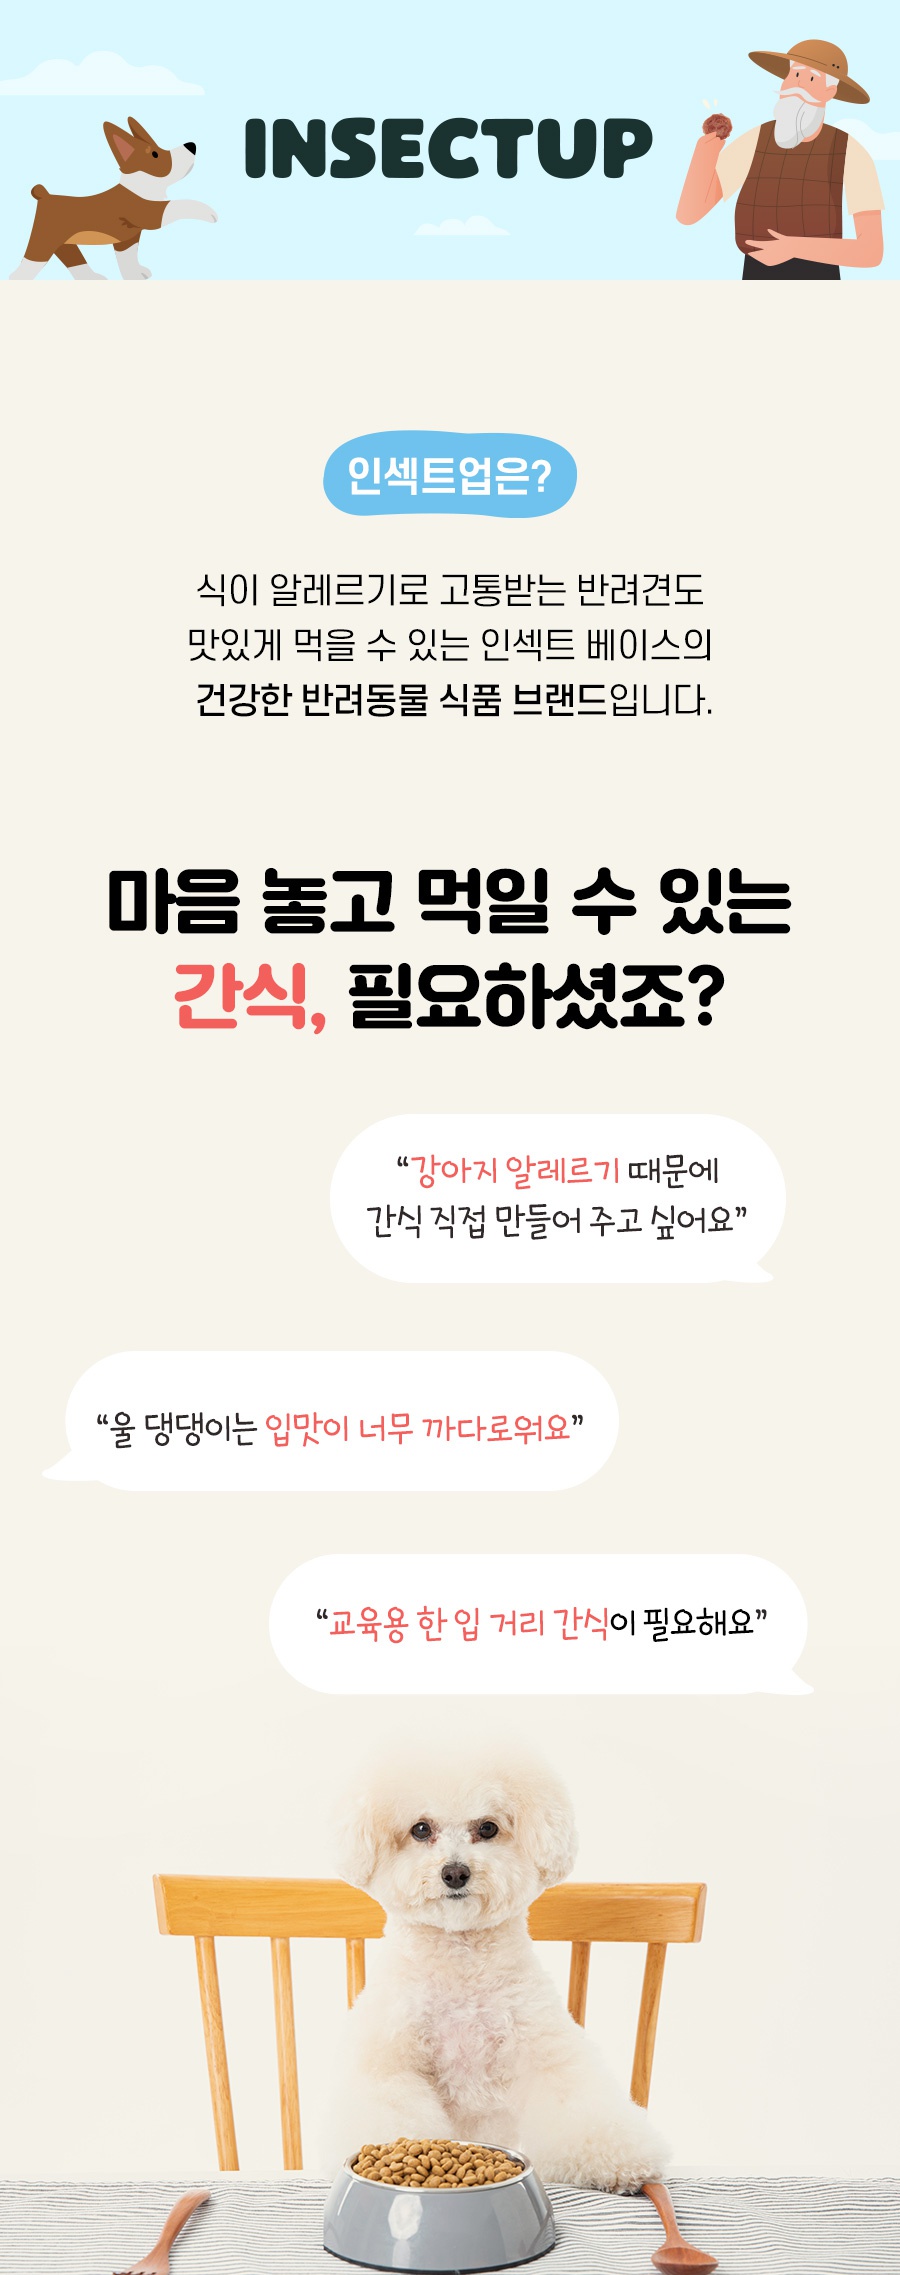 INSECTUP
인섹트업은?
식이 알레르기로 고통받는 반려견도
맛있게 먹을 수 있는 인섹트 베이스의
건강한 반려동물 식품 브랜드입니다.
마음 놓고 먹일 수 있는
간식, 필요하셨죠?
“강아지 알레르기 때문에
간식 직접 만들어 주고 싶어요”
“울 댕댕이는 입맛이 너무 까다로워요”
“교육용 한 입 거리 간식이 필요해요”